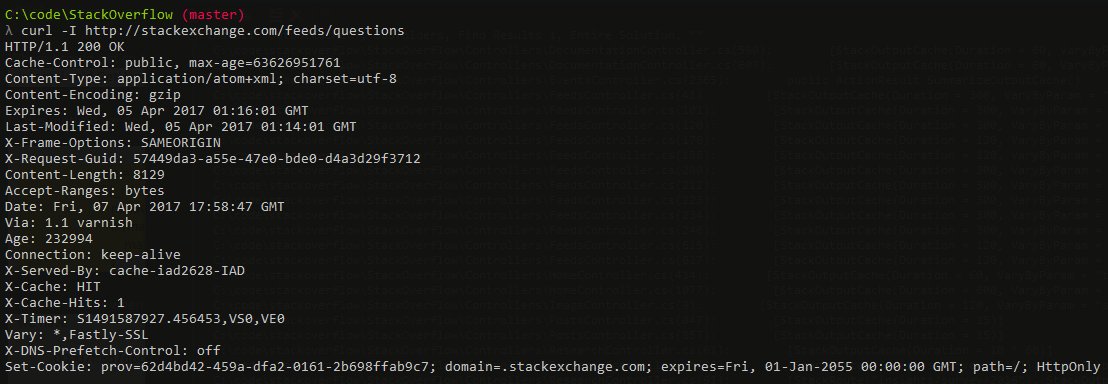 C:\code\StackOverflow (master)
λ curl -I http://stackexchange.com/feeds/questions
HTTP/1.1 200 OK
Cache-Control: public, max-age=63626951761
Content-Type: application/atom+xml; charset=utf-8
Content-Encoding: gzip
Expires: Wed, 05 Apr 2017 01:16:01 GMT
Last-Modified: Wed, 05 Apr 2017 01:14:01 GMT
X-Frame-Options: SAMEORIGIN
X-Request-Guid: 57449da3-a55e-47e0-bde0-d4a3d29f3712
Content-Length: 8129
Accept-Ranges: bytes
Date: Fri, 07 Apr 2017 17:58:47 GMT
Via: 1.1 varnish
Age: 232994
Connection: keep-alive
X-Served-By: cache-iad2628-IAD
X-Cache: HIT
X-Cache-Hits: 1
X-Timer: S1491587927.456453,VS0,VE0
Vary: *,Fastly-SSL
X-DNS-Prefetch-Control: off
Set-Cookie: prov=62d4bd42-459a-dfa2-0161-2b698ffab9c7; domain=.stackexchange.com; expires=Fri, 01-Jan-2055 00:00:00 GMT; path=/; HttpOnly